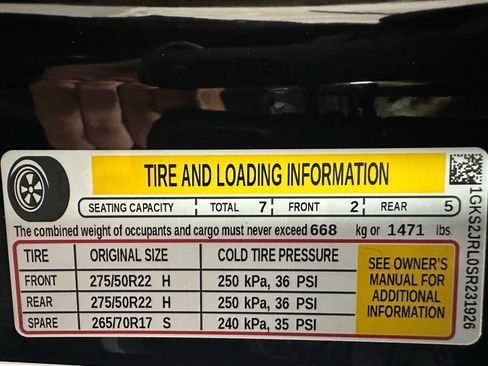 TIRE AND LOADING INFORMATION
SEATING CAPACITY TOTAL 7 FRONT 2 REAR 5
The combined weight of occupants and cargo must never exceed 668 kg or 1471 lbs
TIRE ORIGINAL SIZE COLD TIRE PRESSURE
FRONT 275/50R22 H 250 kPa, 36 PSI
REAR 275/50R22 H 250 kPa, 36 PSI
SPARE 265/70R17 S 240 kPa, 35 PSI
SEE OWNER'S
MANUAL FOR
ADDITIONAL
INFORMATION
1GKS2JRL0SR231926